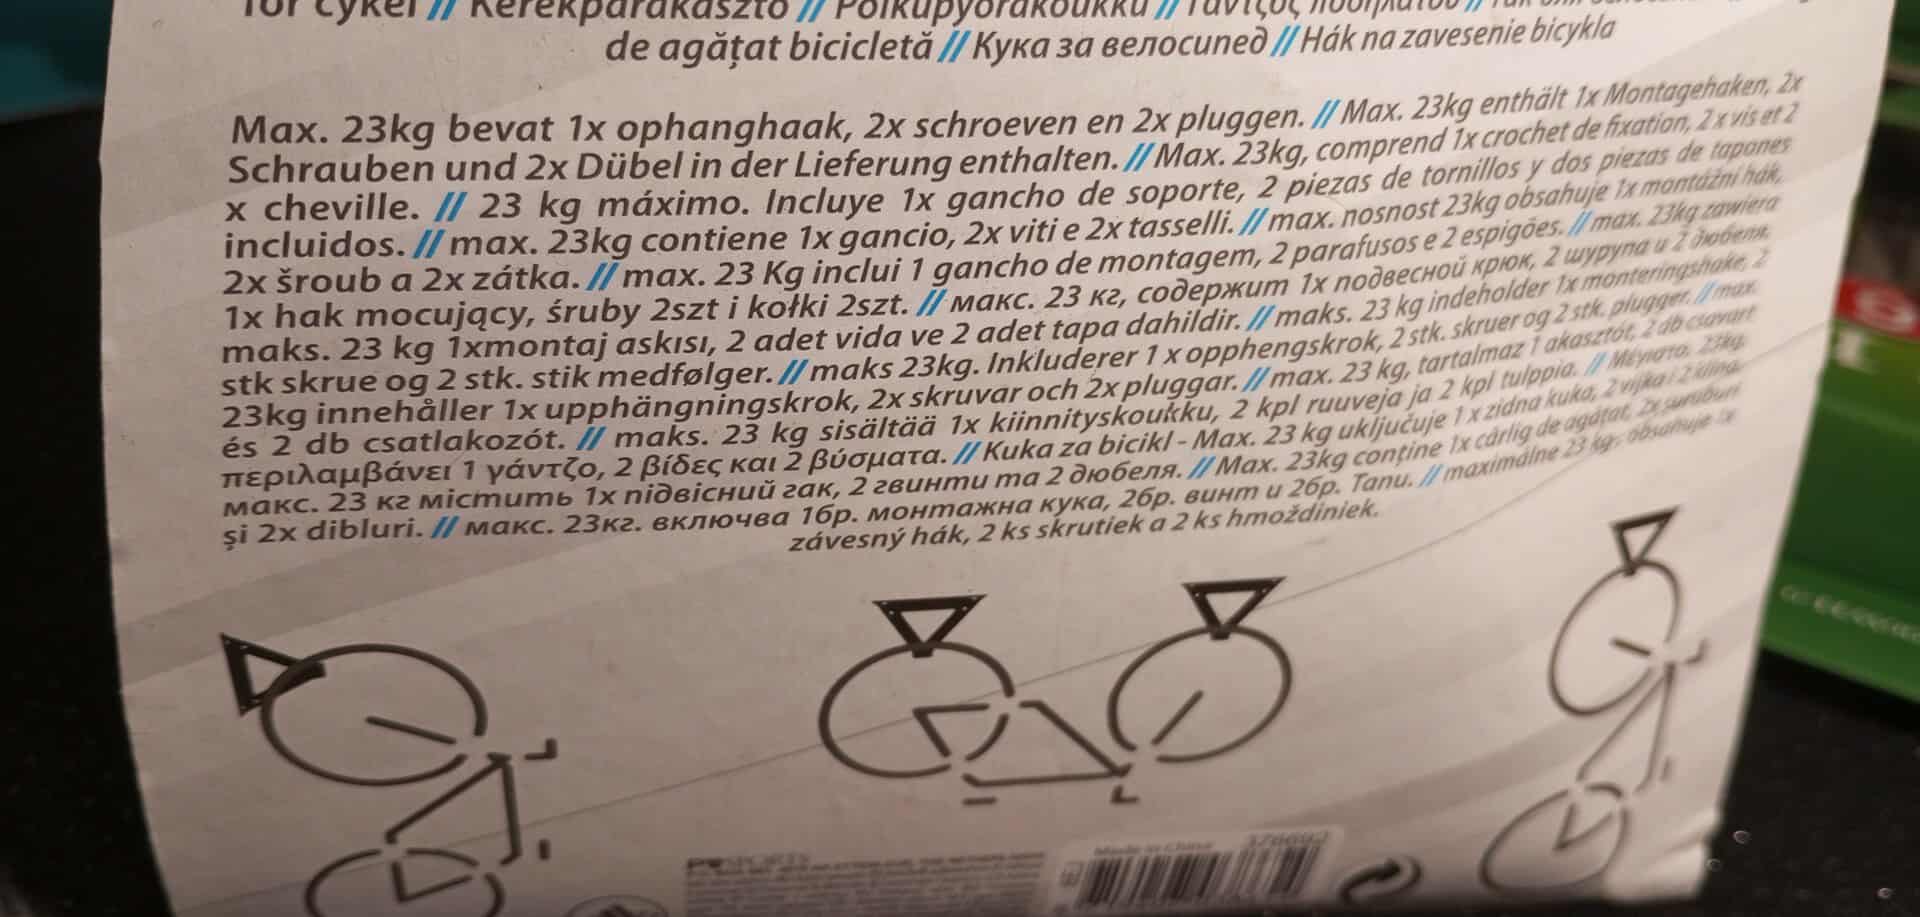 for cykel // Kerékpárakasztó // Polkupyöräkoukku // Γάντζος ποδηλάτου //
de agățat bicicletă // Кука за велосипед // Hák na zavesenie bicykla
Max. 23kg bevat 1x ophanghaak, 2x schroeven en 2x pluggen. // Max. 23kg enthält 1x Montagehaken, 2x
Schrauben und 2x Dübel in der Lieferung enthalten. // Max. 23kg, comprend 1x crochet de fixation, 2 x vis et 2
x cheville. // 23 kg máximo. Incluye 1x gancho de soporte, 2 piezas de tornillos y dos piezas de tapones
incluidos. // max. 23kg contiene 1x gancio, 2x viti e 2x tasselli. // max. nosnost 23kg obsahuje 1x montážní hák,
2x šroub a 2x zátka. // max. 23 Kg inclui 1 gancho de montagem, 2 parafusos e 2 espigões. // max. 23kg zawiera
1x hak mocujący, śruby 2szt i kołki 2szt. // макс. 23 кг, содержит 1x подвесной крюк, 2 шурупа и 2 дюбеля.
maks. 23 kg 1xmontaj askısı, 2 adet vida ve 2 adet tapa dahildir. // maks. 23 kg indeholder 1x monteringshake, 2
stk skrue og 2 stk. stik medfølger. // maks 23kg. Inkluderer 1 x opphengskrok, 2 stk. skruer og 2 stk. plugger. // max.
23kg innehåller 1x upphängningskrok, 2x skruvar och 2x pluggar. // max. 23 kg, tartalmaz 1 akasztót, 2 db csavart
és 2 db csatlakozót. // maks. 23 kg sisältää 1x kiinnityskoukku, 2 kpl ruuveja ja 2 kpl tulppia. // Μέγιστο. 23kg,
περιλαμβάνει 1 γάντζο, 2 βίδες και 2 βύσματα. // Kuka za bicikl - Max. 23 kg uključuje 1 x zidna kuka, 2 vijka i 2
макс. 23 кг містить 1x підвісний гак, 2 гвинти та 2 дюбеля. // Max. 23kg conține 1x cârlig de agățat, 2x șuruburi
și 2x dibluri. // макс. 23кг. включва 1бр. монтажна кука, 2бр. винт и 2бр. Тапи. // maximálne 23 kg, obsahuje 1x
závesný hák, 2 ks skrutiek a 2 ks hmoždiniek.
Made in China